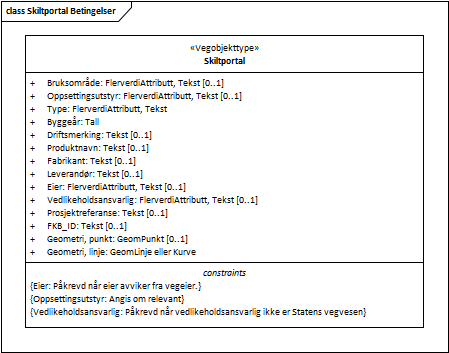 class Skiltportal Betingelser
«Vegobjekttype»
Skiltportal
+ Bruksområde: FlerverdiAttributt, Tekst [0..1]
+ Oppsettingsutstyr: FlerverdiAttributt, Tekst [0..1]
+ Type: FlerverdiAttributt, Tekst
+ Byggeår: Tall
+ Driftsmerking: Tekst [0..1]
+ Produktnavn: Tekst [0..1]
+ Fabrikant: Tekst [0..1]
+ Leverandør: Tekst [0..1]
+ Eier: FlerverdiAttributt, Tekst [0..1]
+ Vedlikeholdsansvarlig: FlerverdiAttributt, Tekst [0..1]
+ Prosjektreferanse: Tekst [0..1]
+ FKB_ID: Tekst [0..1]
+ Geometri, punkt: GeomPunkt [0..1]
+ Geometri, linje: GeomLinje eller Kurve
constraints
{Eier: Påkrevd når eier avviker fra vegeier.}
{Oppsettingsutstyr: Angis om relevant}
{Vedlikeholdsansvarlig: Påkrevd når vedlikeholdsansvarlig ikke er Statens vegvesen}